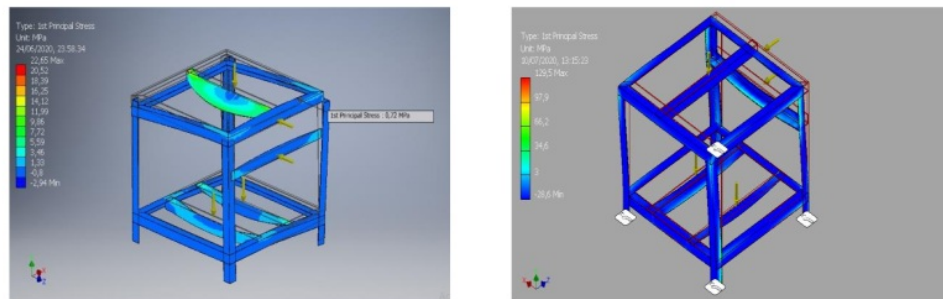 Type: 1st Principal Stress
Unit: MPa
24/06/2020, 23:58:34
22,65 Max
20,52
18,39
16,25
14,12
11,99
9,86
7,72
5,59
3,46
1,33
-0,8
-2,94 Min
1st Principal Stress : 0,72 MPa
Type: 1st Principal Stress
Unit: MPa
10/07/2020, 13:15:23
129,5 Max
97,9
66,2
34,6
3
-28,6 Min